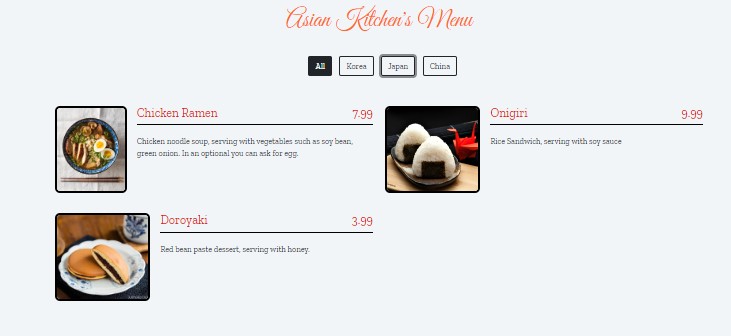 Asian Kitchen's Menu
All Korea Japan China
Chicken Ramen 7.99
Chicken noodle soup, serving with vegetables such as soy bean,
green onion. In an optional you can ask for egg.
Onigiri 9.99
Rice Sandwich, serving with soy sauce
Doroyaki 3.99
Red bean paste dessert, serving with honey.